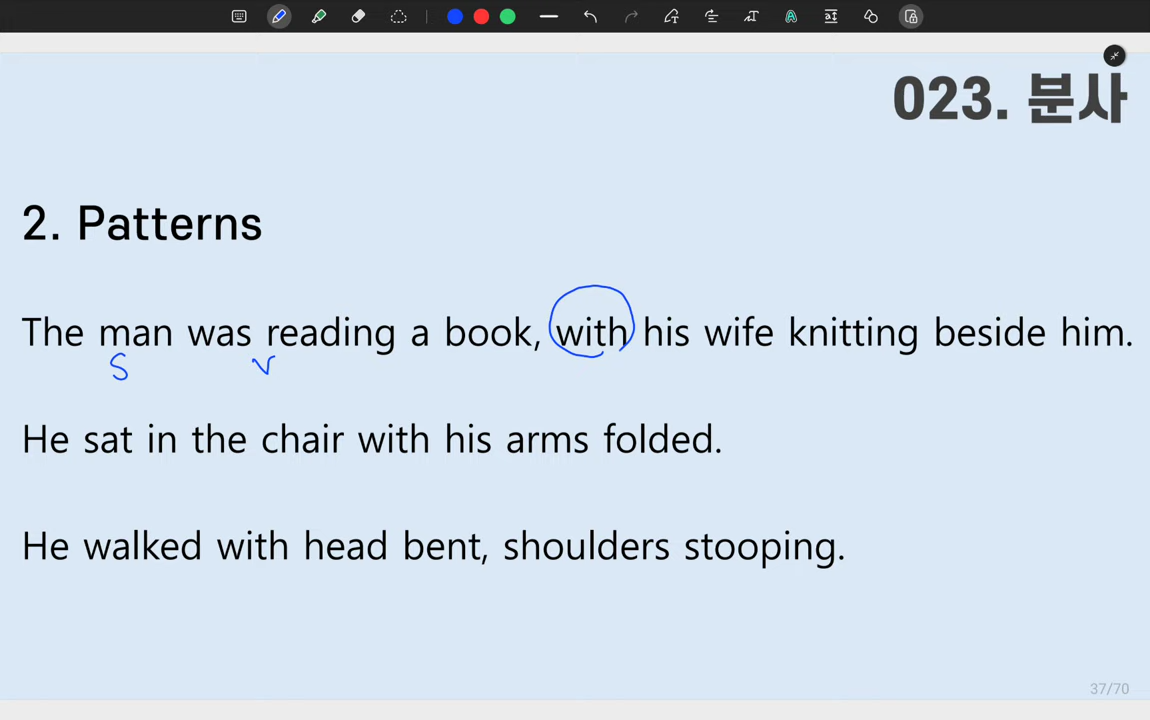 023. 분사
2. Patterns
The man was reading a book, with his wife knitting beside him.
S V
He sat in the chair with his arms folded.
He walked with head bent, shoulders stooping.
37/70